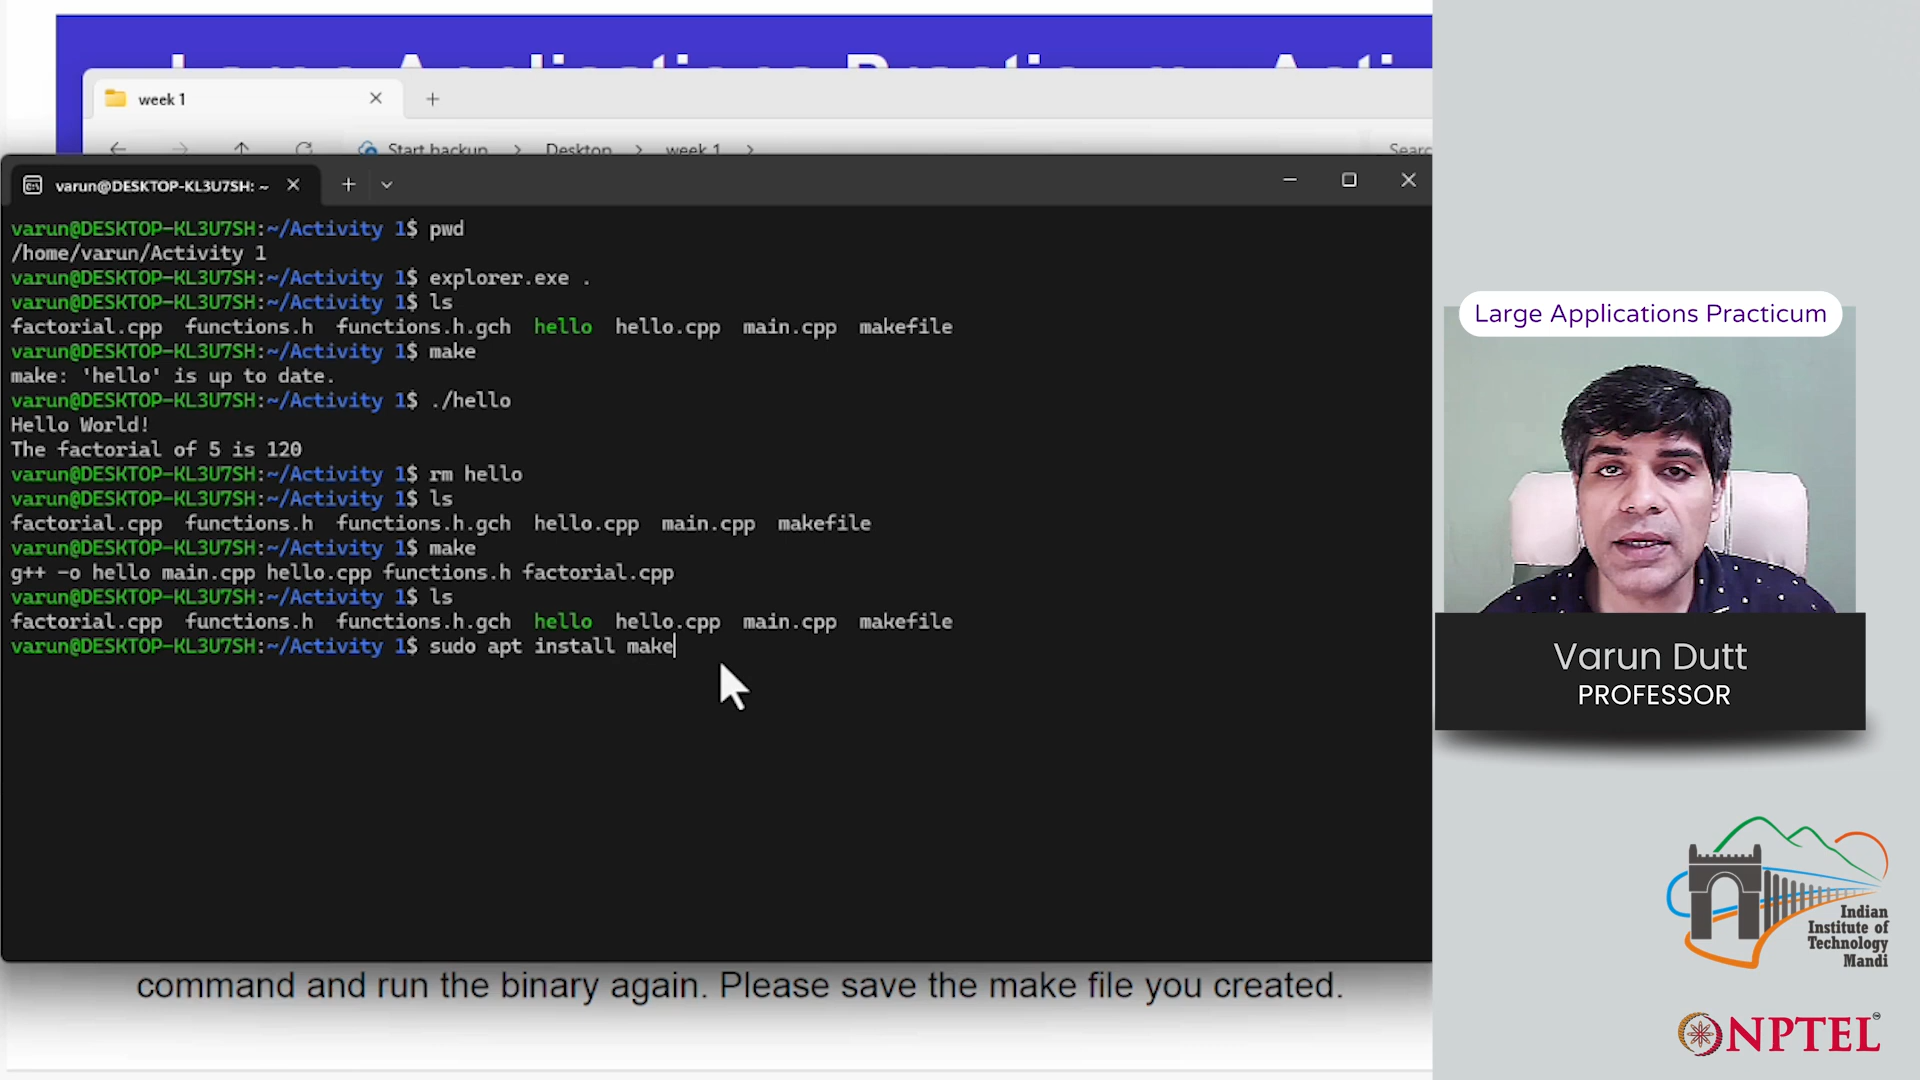 Large Applications Practicum - Acti
week 1
Start backup > Desktop > week 1 >
Searc
varun@DESKTOP-KL3U7SH: ~
varun@DESKTOP-KL3U7SH:~/Activity 1$ pwd
/home/varun/Activity 1
varun@DESKTOP-KL3U7SH:~/Activity 1$ explorer.exe .
varun@DESKTOP-KL3U7SH:~/Activity 1$ ls
factorial.cpp functions.h functions.h.gch hello hello.cpp main.cpp makefile
varun@DESKTOP-KL3U7SH:~/Activity 1$ make
make: 'hello' is up to date.
varun@DESKTOP-KL3U7SH:~/Activity 1$ ./hello
Hello World!
The factorial of 5 is 120
varun@DESKTOP-KL3U7SH:~/Activity 1$ rm hello
varun@DESKTOP-KL3U7SH:~/Activity 1$ ls
factorial.cpp functions.h functions.h.gch hello.cpp main.cpp makefile
varun@DESKTOP-KL3U7SH:~/Activity 1$ make
g++ -o hello main.cpp hello.cpp functions.h factorial.cpp
varun@DESKTOP-KL3U7SH:~/Activity 1$ ls
factorial.cpp functions.h functions.h.gch hello hello.cpp main.cpp makefile
varun@DESKTOP-KL3U7SH:~/Activity 1$ sudo apt install make
command and run the binary again. Please save the make file you created.
Large Applications Practicum
Varun Dutt
PROFESSOR
Indian
Institute of
Technology
Mandi
NPTEL